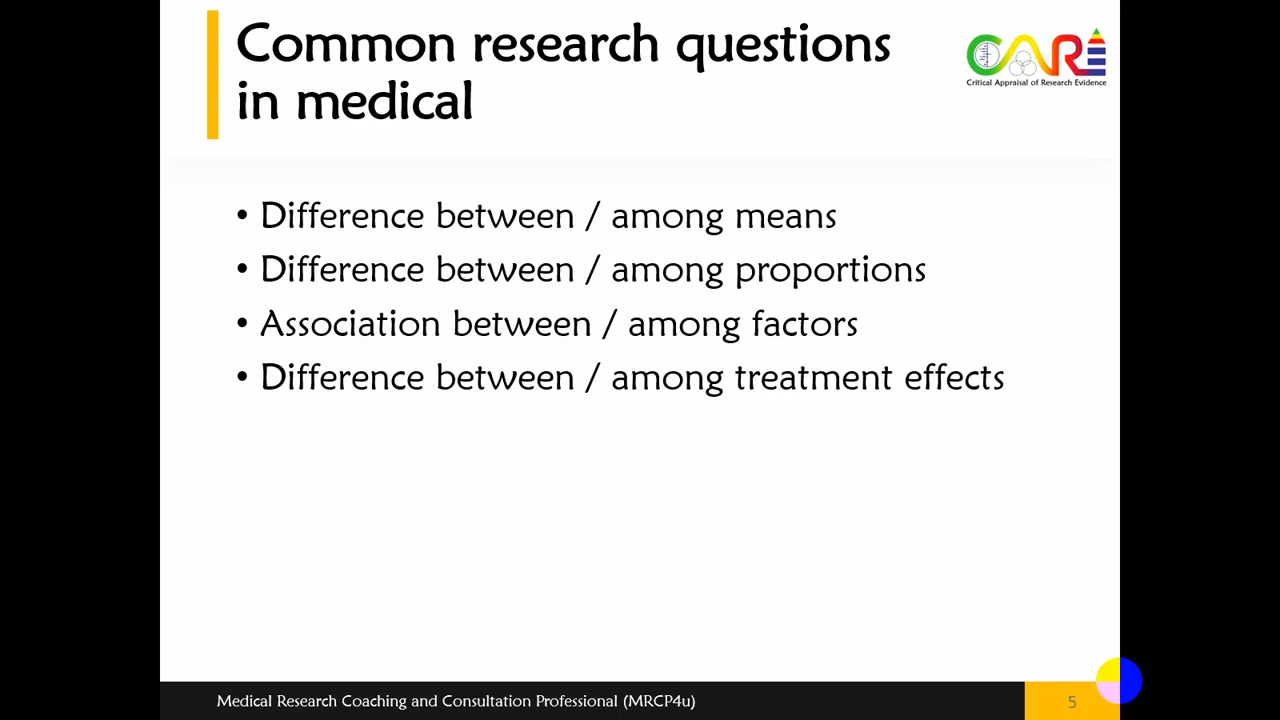 Common research questions
in medical
CARE
Critical Appraisal of Research Evidence
• Difference between / among means
• Difference between / among proportions
• Association between / among factors
• Difference between / among treatment effects
Medical Research Coaching and Consultation Professional (MRCP4u)
5